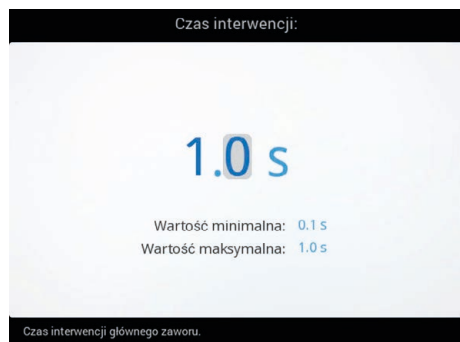 Czas interwencji:
1.0 s
Wartość minimalna: 0.1 s
Wartość maksymalna: 1.0 s
Czas interwencji głównego zaworu.